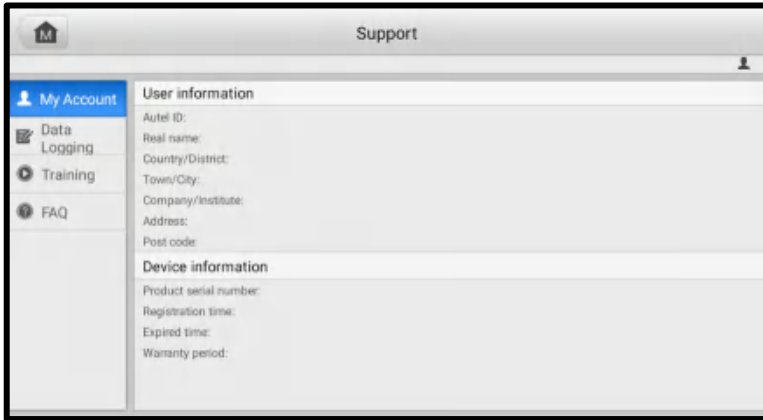 M
Support
My Account
Data
Logging
Training
FAQ
User information
Autel ID:
Real name:
Country/District:
Town/City:
Company/Institute:
Address:
Post code:
Device information
Product serial number:
Registration time:
Expired time:
Warranty period: